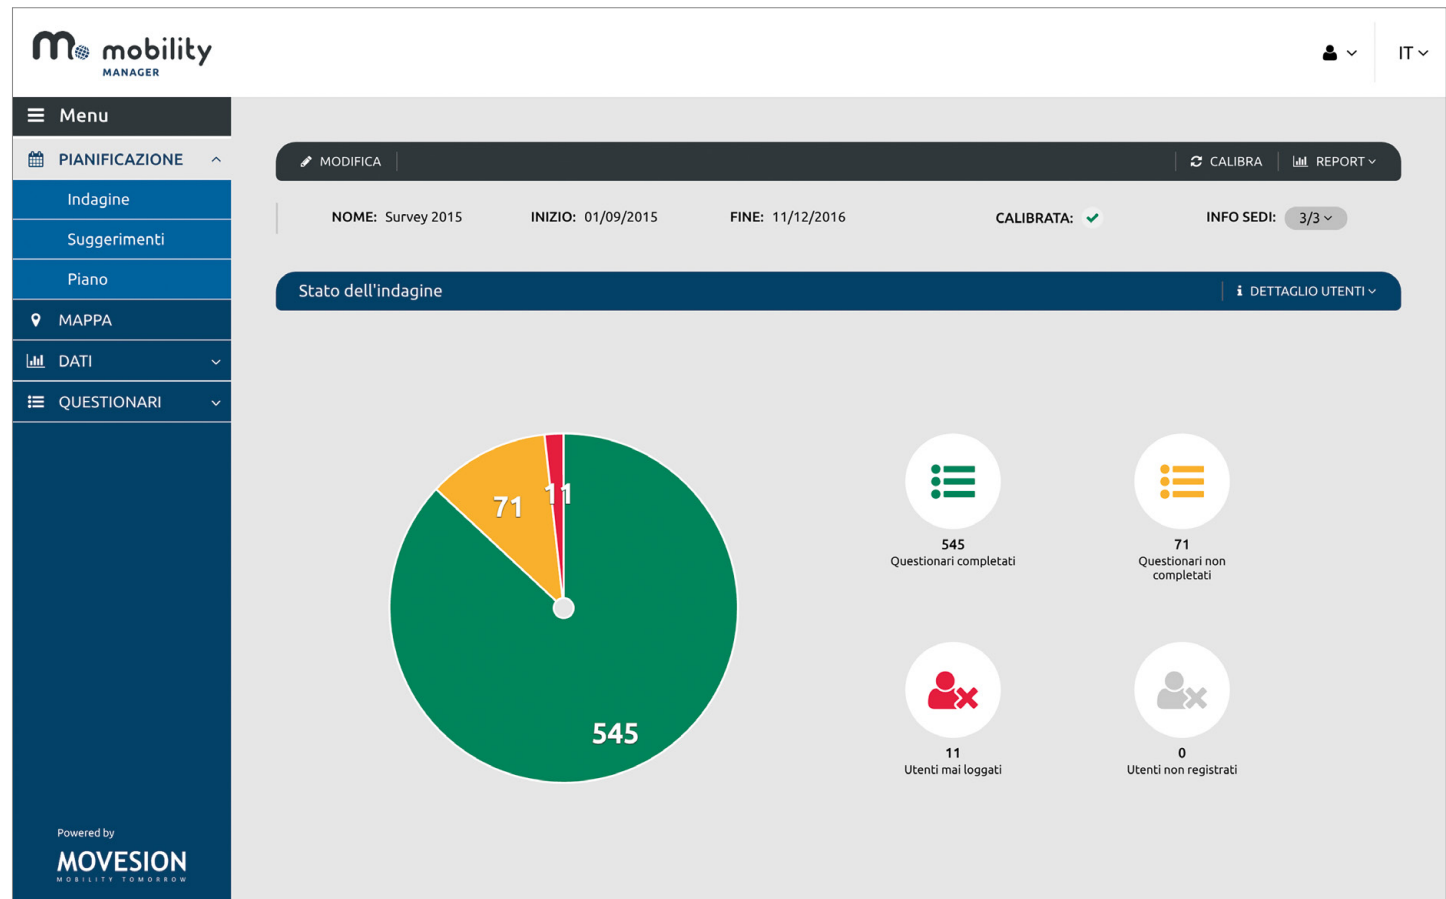 mobility
MANAGER
IT
Menu
PIANIFICAZIONE
Indagine
Suggerimenti
Piano
MAPPA
DATI
QUESTIONARI
MODIFICA
CALIBRA
REPORT
NOME: Survey 2015
INIZIO: 01/09/2015
FINE: 11/12/2016
CALIBRATA:
INFO SEDI: 3/3
Stato dell'indagine
DETTAGLIO UTENTI
71
11
545
545
Questionari completati
71
Questionari non
completati
11
Utenti mai loggati
0
Utenti non registrati
Powered by
MOVESION
MOBILITY TOMORROW